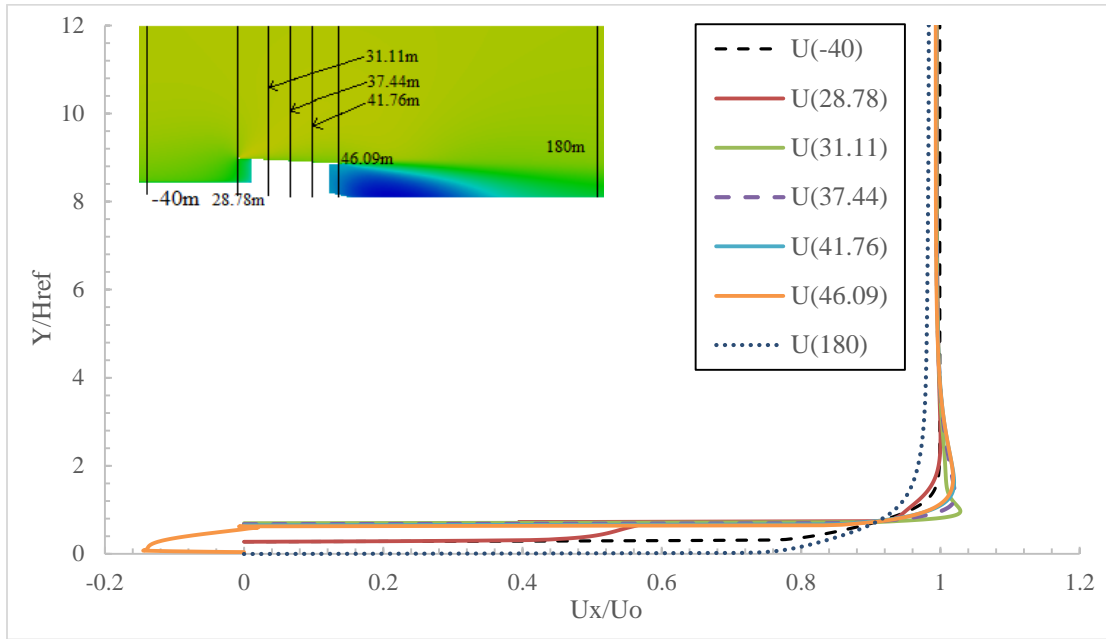 12
10
8
6
4
2
0
Y/Href
-0.2
0
0.2
0.4
0.6
0.8
1
1.2
Ux/Uo
31.11m
37.44m
41.76m
46.09m
180m
-40m
28.78m
U(-40)
U(28.78)
U(31.11)
U(37.44)
U(41.76)
U(46.09)
U(180)